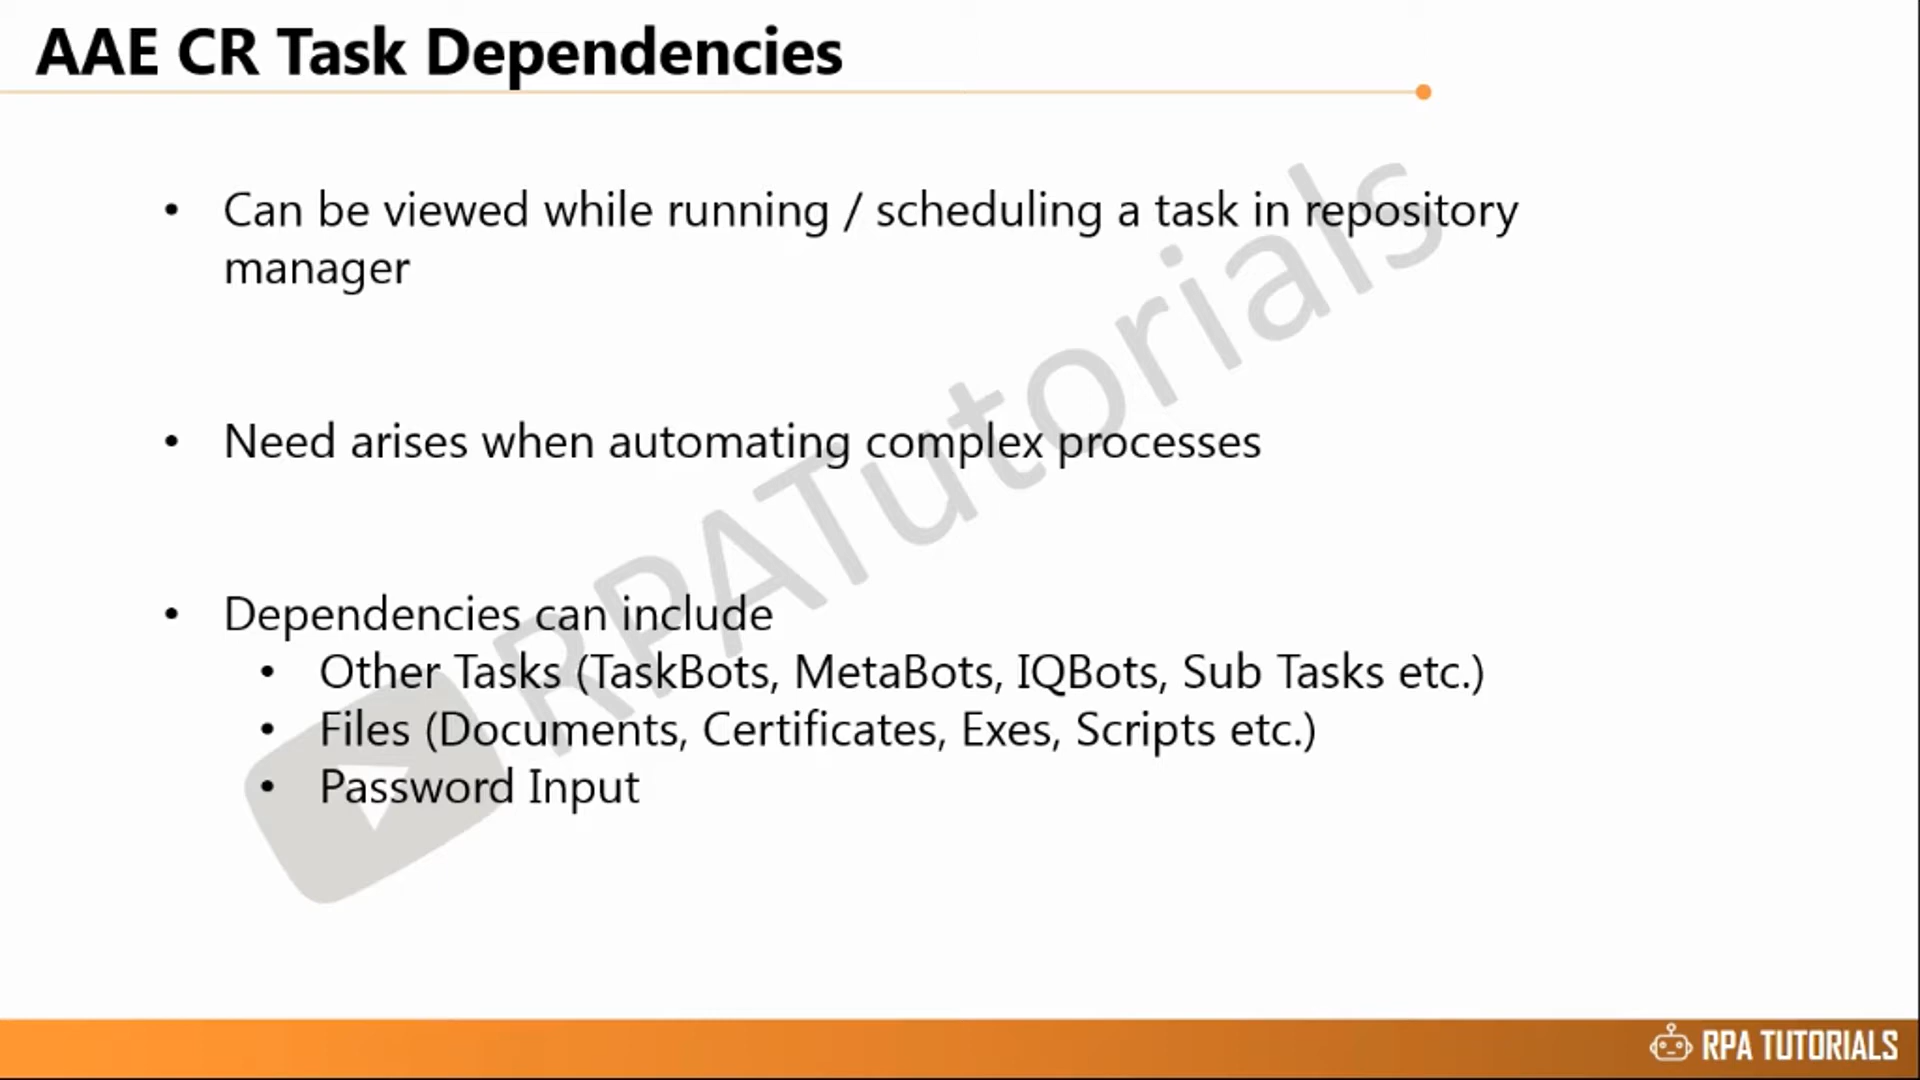 AAE CR Task Dependencies
• Can be viewed while running / scheduling a task in repository
manager
• Need arises when automating complex processes
• Dependencies can include
• Other Tasks (TaskBots, MetaBots, IQBots, Sub Tasks etc.)
• Files (Documents, Certificates, Exes, Scripts etc.)
• Password Input
RPATutorials
RPA TUTORIALS